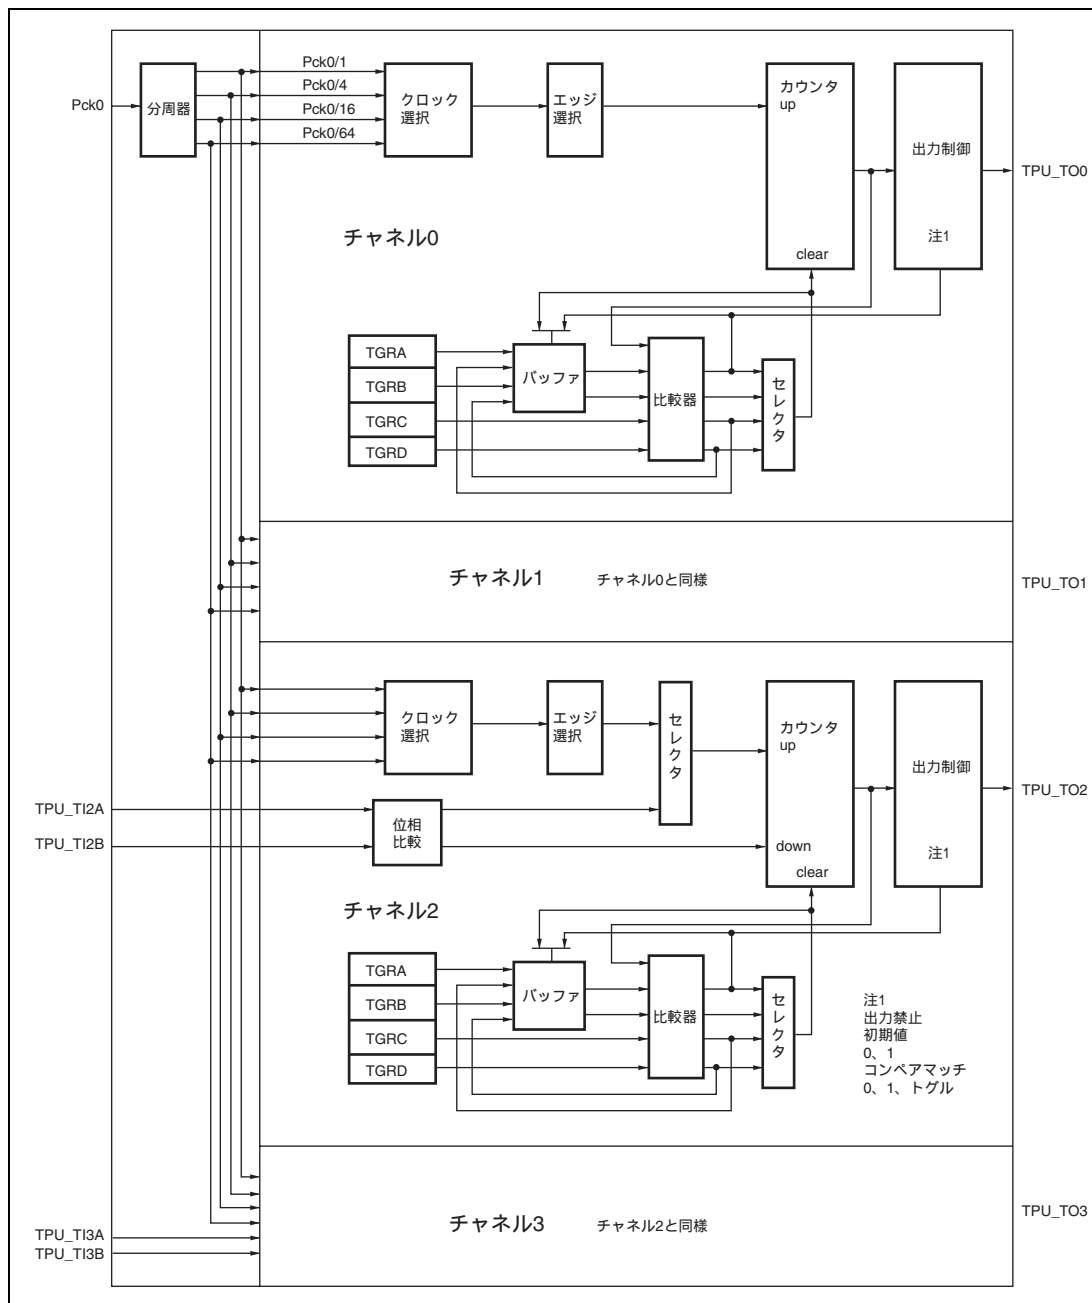 Pck0
分周器
Pck0/1
Pck0/4
Pck0/16
Pck0/64
クロック
選択
エッジ
選択
カウンタ
up
clear
出力制御
注1
TPU_TO0
チャネル0
TGRA
TGRB
TGRC
TGRD
バッファ
比較器
セレクタ
チャネル1
チャネル0と同様
TPU_TO1
クロック
選択
エッジ
選択
セレクタ
カウンタ
up
down
clear
出力制御
注1
TPU_TO2
TPU_TI2A
TPU_TI2B
位相
比較
チャネル2
TGRA
TGRB
TGRC
TGRD
バッファ
比較器
セレクタ
注1
出力禁止
初期値
0、1
コンペアマッチ
0、1、トグル
チャネル3
チャネル2と同様
TPU_TO3
TPU_TI3A
TPU_TI3B